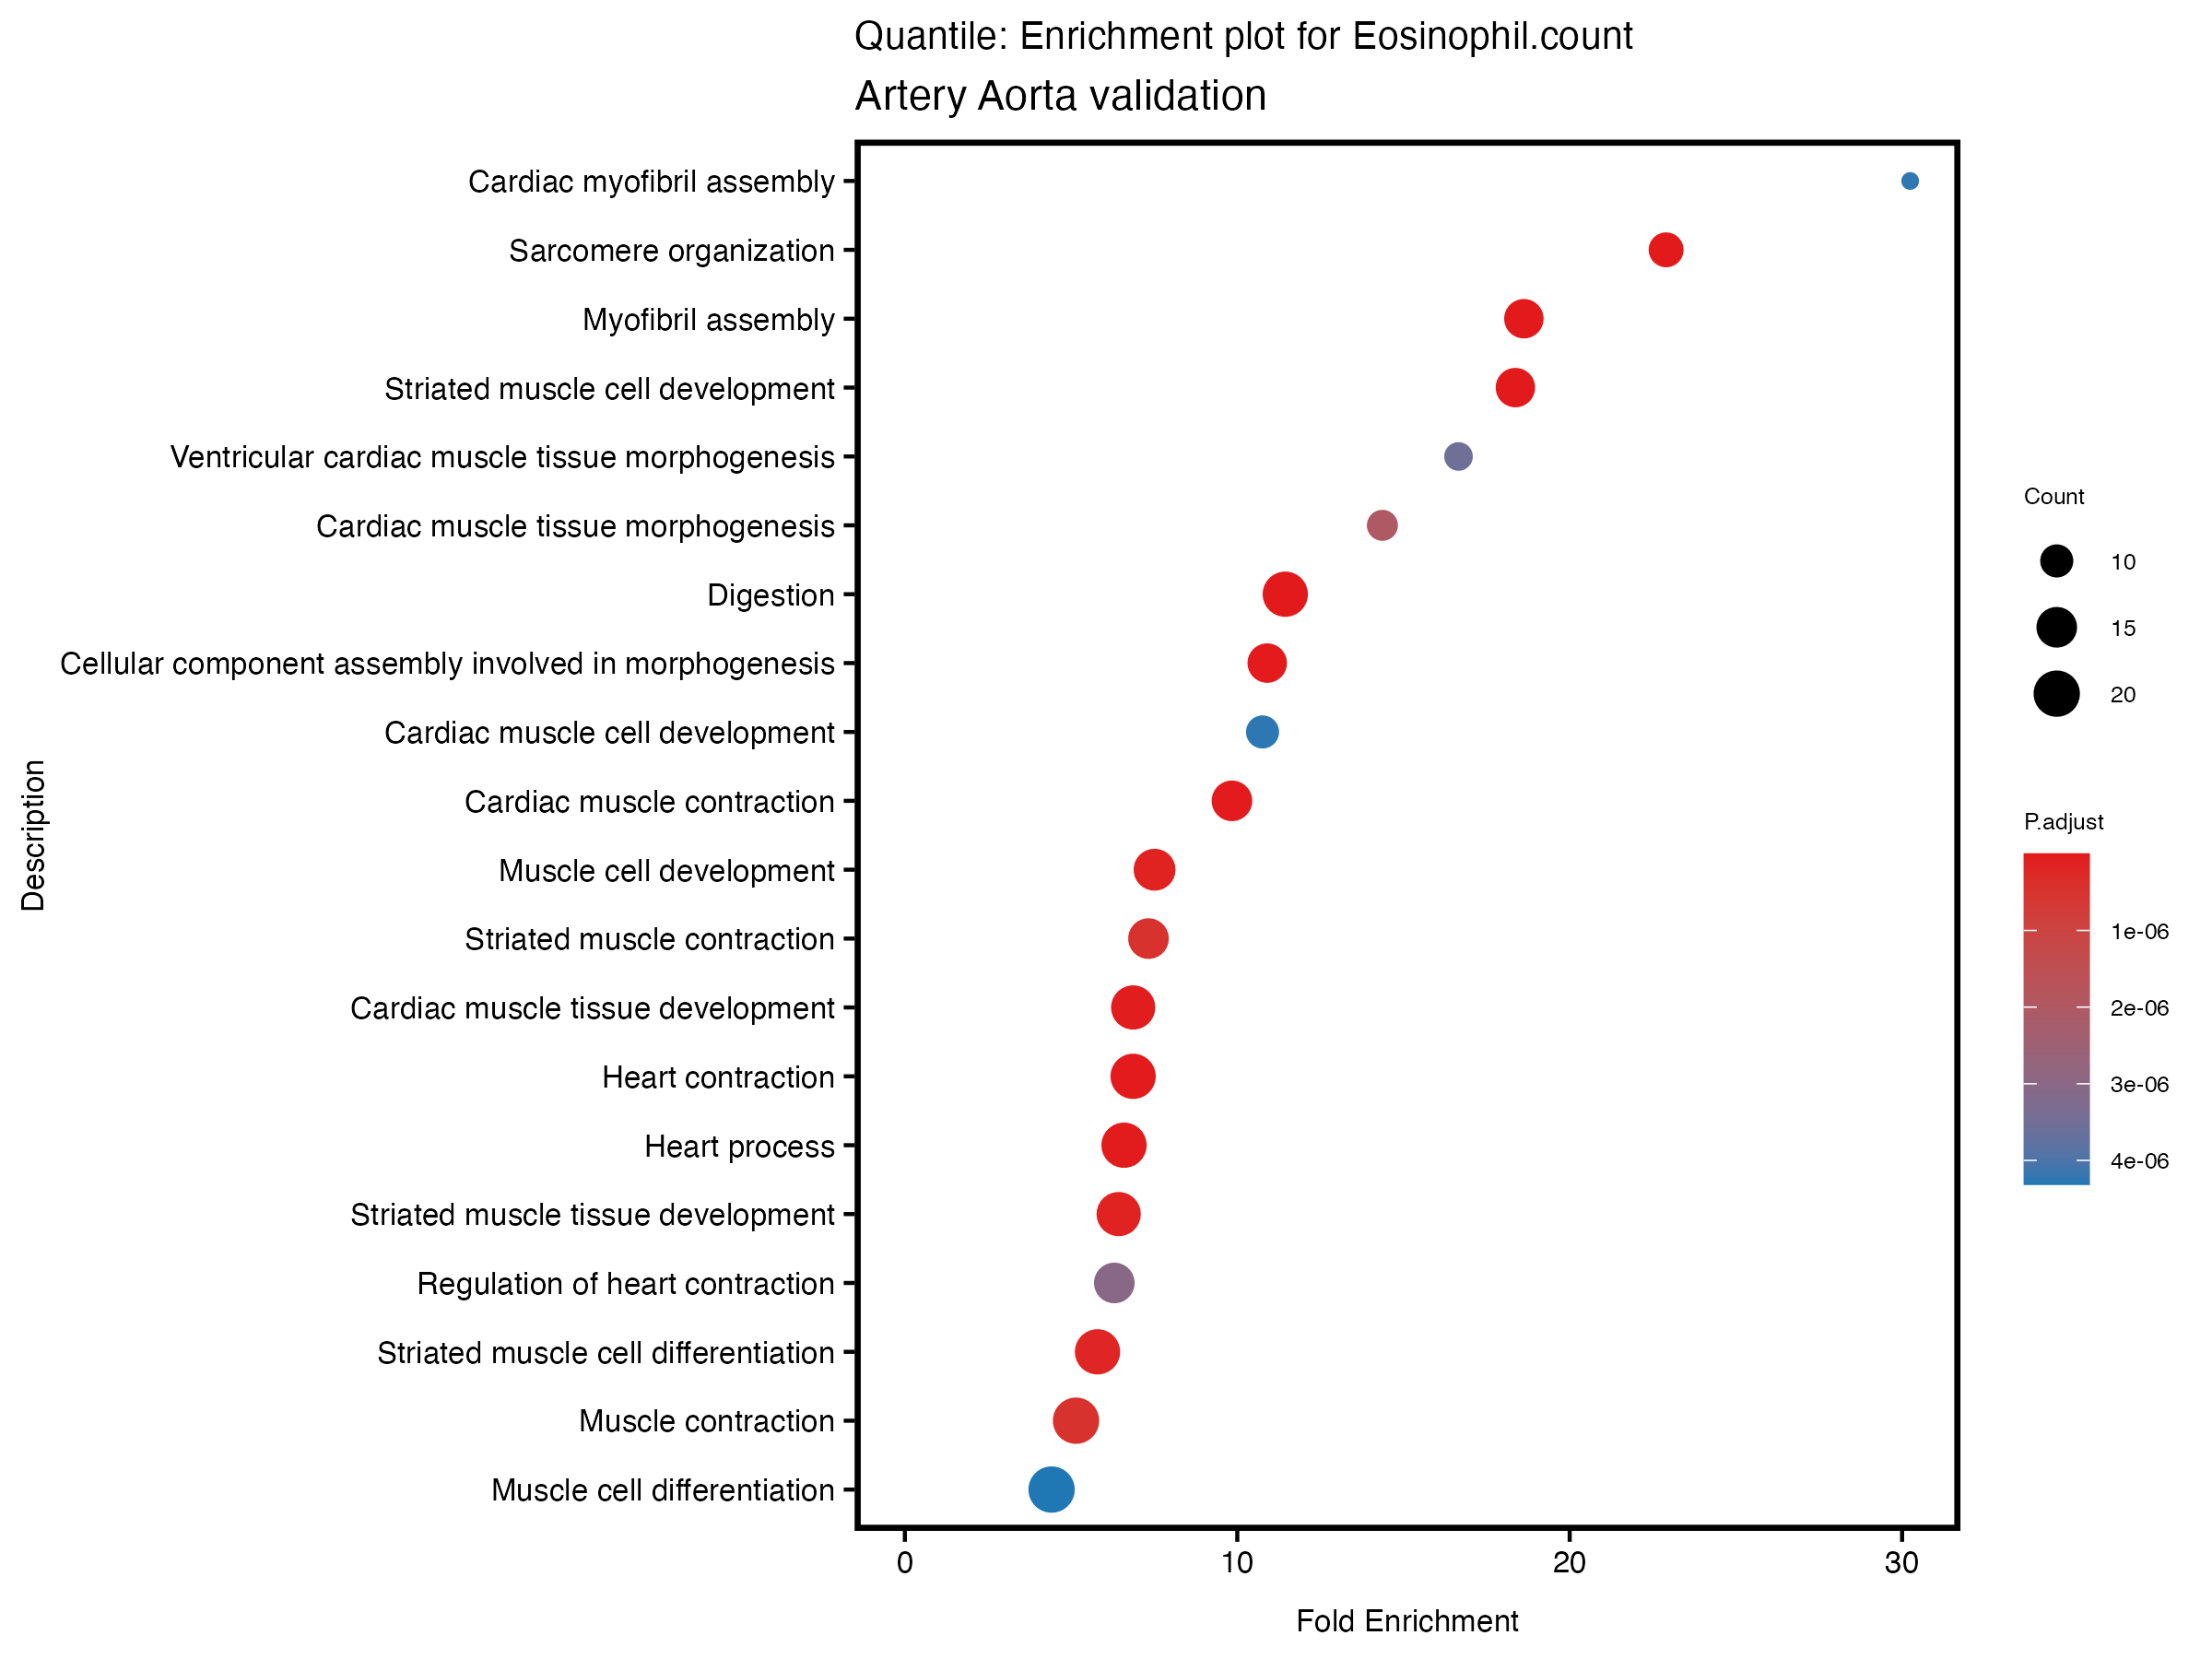 Quantile: Enrichment plot for Eosinophil.count
Artery Aorta validation
Description
Cardiac myofibril assembly
Sarcomere organization
Myofibril assembly
Striated muscle cell development
Ventricular cardiac muscle tissue morphogenesis
Cardiac muscle tissue morphogenesis
Digestion
Cellular component assembly involved in morphogenesis
Cardiac muscle cell development
Cardiac muscle contraction
Muscle cell development
Striated muscle contraction
Cardiac muscle tissue development
Heart contraction
Heart process
Striated muscle tissue development
Regulation of heart contraction
Striated muscle cell differentiation
Muscle contraction
Muscle cell differentiation
0 10 20 30
Fold Enrichment
Count
10
15
20
P.adjust
1e-06
2e-06
3e-06
4e-06